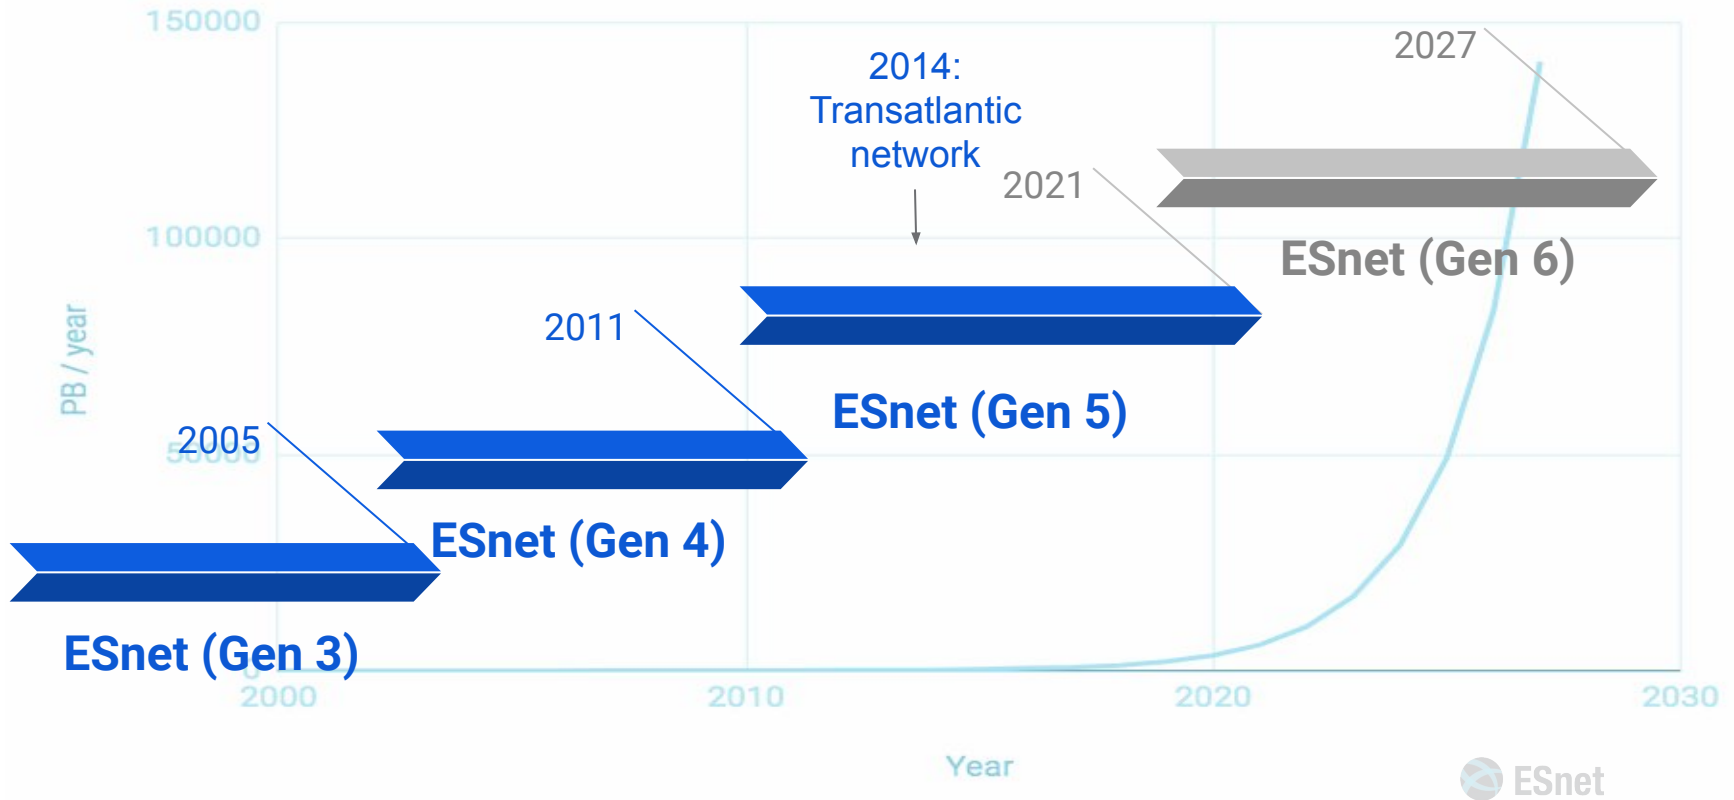 150000
2027
2014:
Transatlantic
network
2021
100000
ESnet (Gen 6)
2011
PB / year
ESnet (Gen 5)
2005
50000
ESnet (Gen 4)
ESnet (Gen 3)
0
2000
2010
2020
2030
Year
ESnet